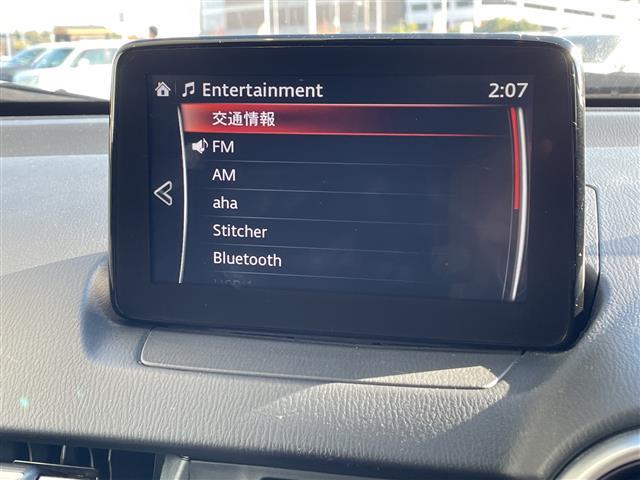 Entertainment 2:07
交通情報
FM
AM
aha
Stitcher
Bluetooth